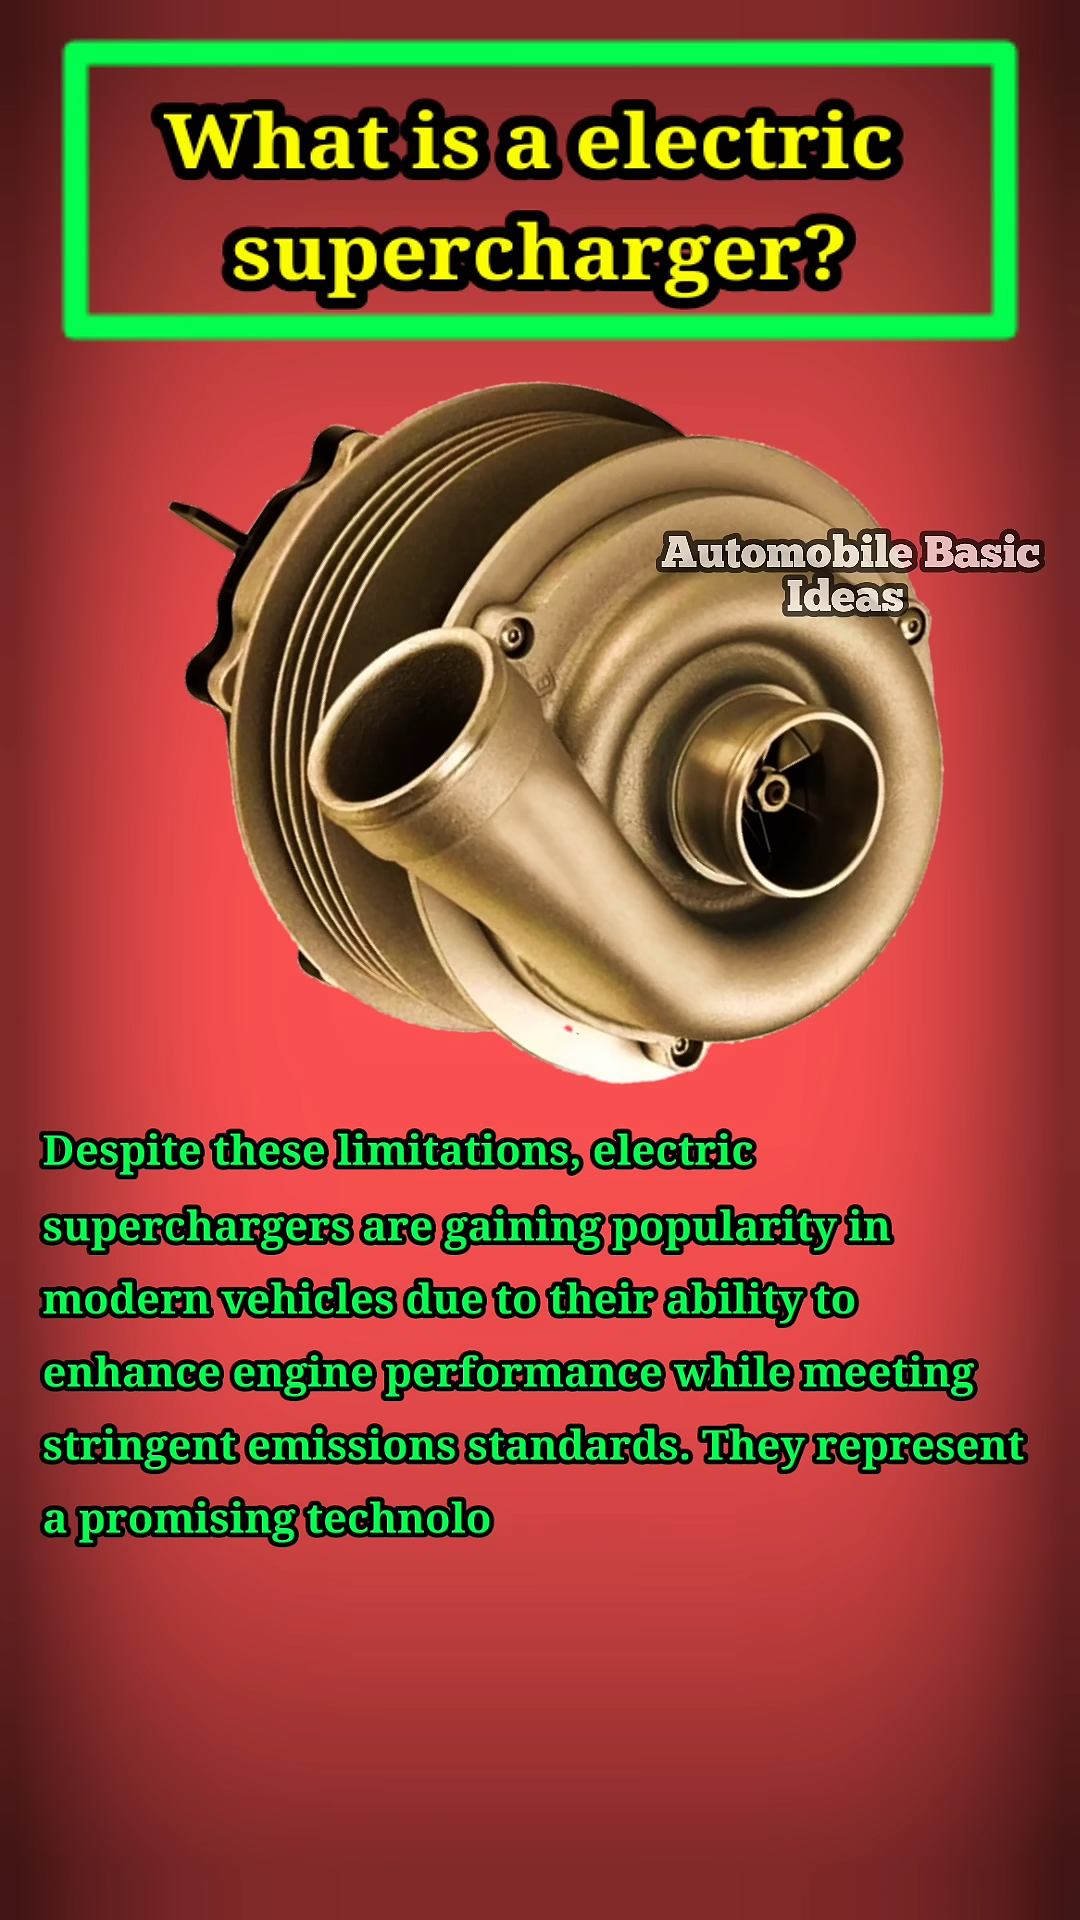 What is a electric
supercharger?
Automobile Basic
Ideas
Despite these limitations, electric
superchargers are gaining popularity in
modern vehicles due to their ability to
enhance engine performance while meeting
stringent emissions standards. They represent
a promising technolo